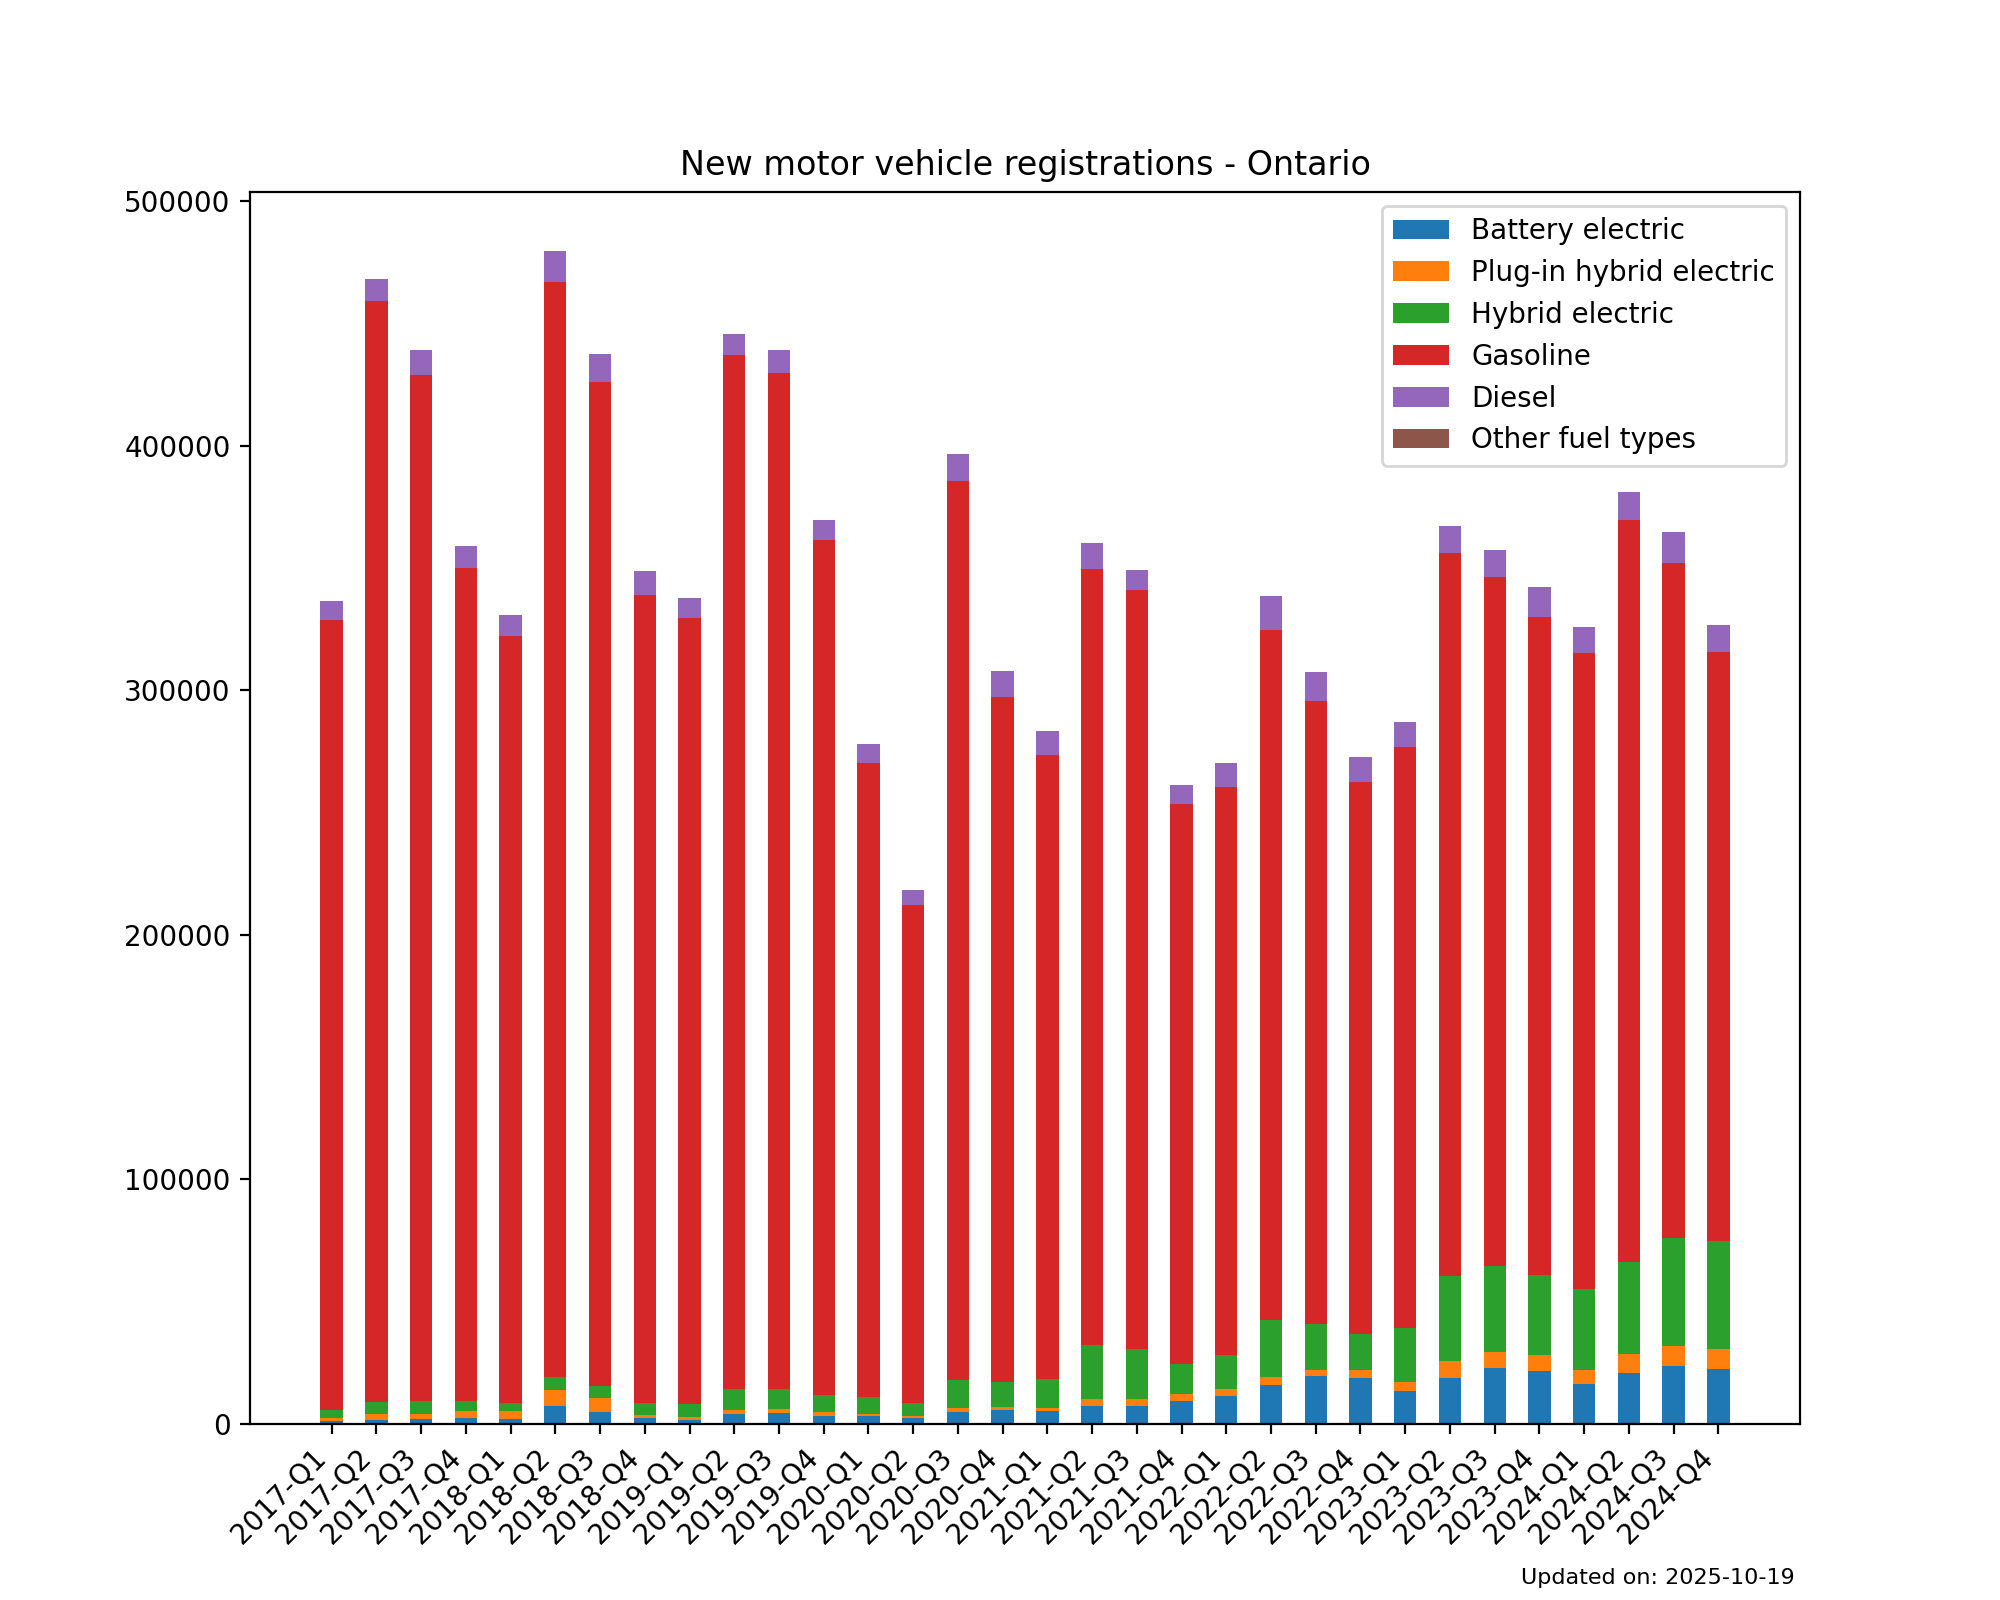 New motor vehicle registrations - Ontario
500000
400000
300000
200000
100000
0
Battery electric
Plug-in hybrid electric
Hybrid electric
Gasoline
Diesel
Other fuel types
2017-Q1
2017-Q2
2017-Q3
2017-Q4
2018-Q1
2018-Q2
2018-Q3
2018-Q4
2019-Q1
2019-Q2
2019-Q3
2019-Q4
2020-Q1
2020-Q2
2020-Q3
2020-Q4
2021-Q1
2021-Q2
2021-Q3
2021-Q4
2022-Q1
2022-Q2
2022-Q3
2022-Q4
2023-Q1
2023-Q2
2023-Q3
2023-Q4
2024-Q1
2024-Q2
2024-Q3
2024-Q4
Updated on: 2025-10-19